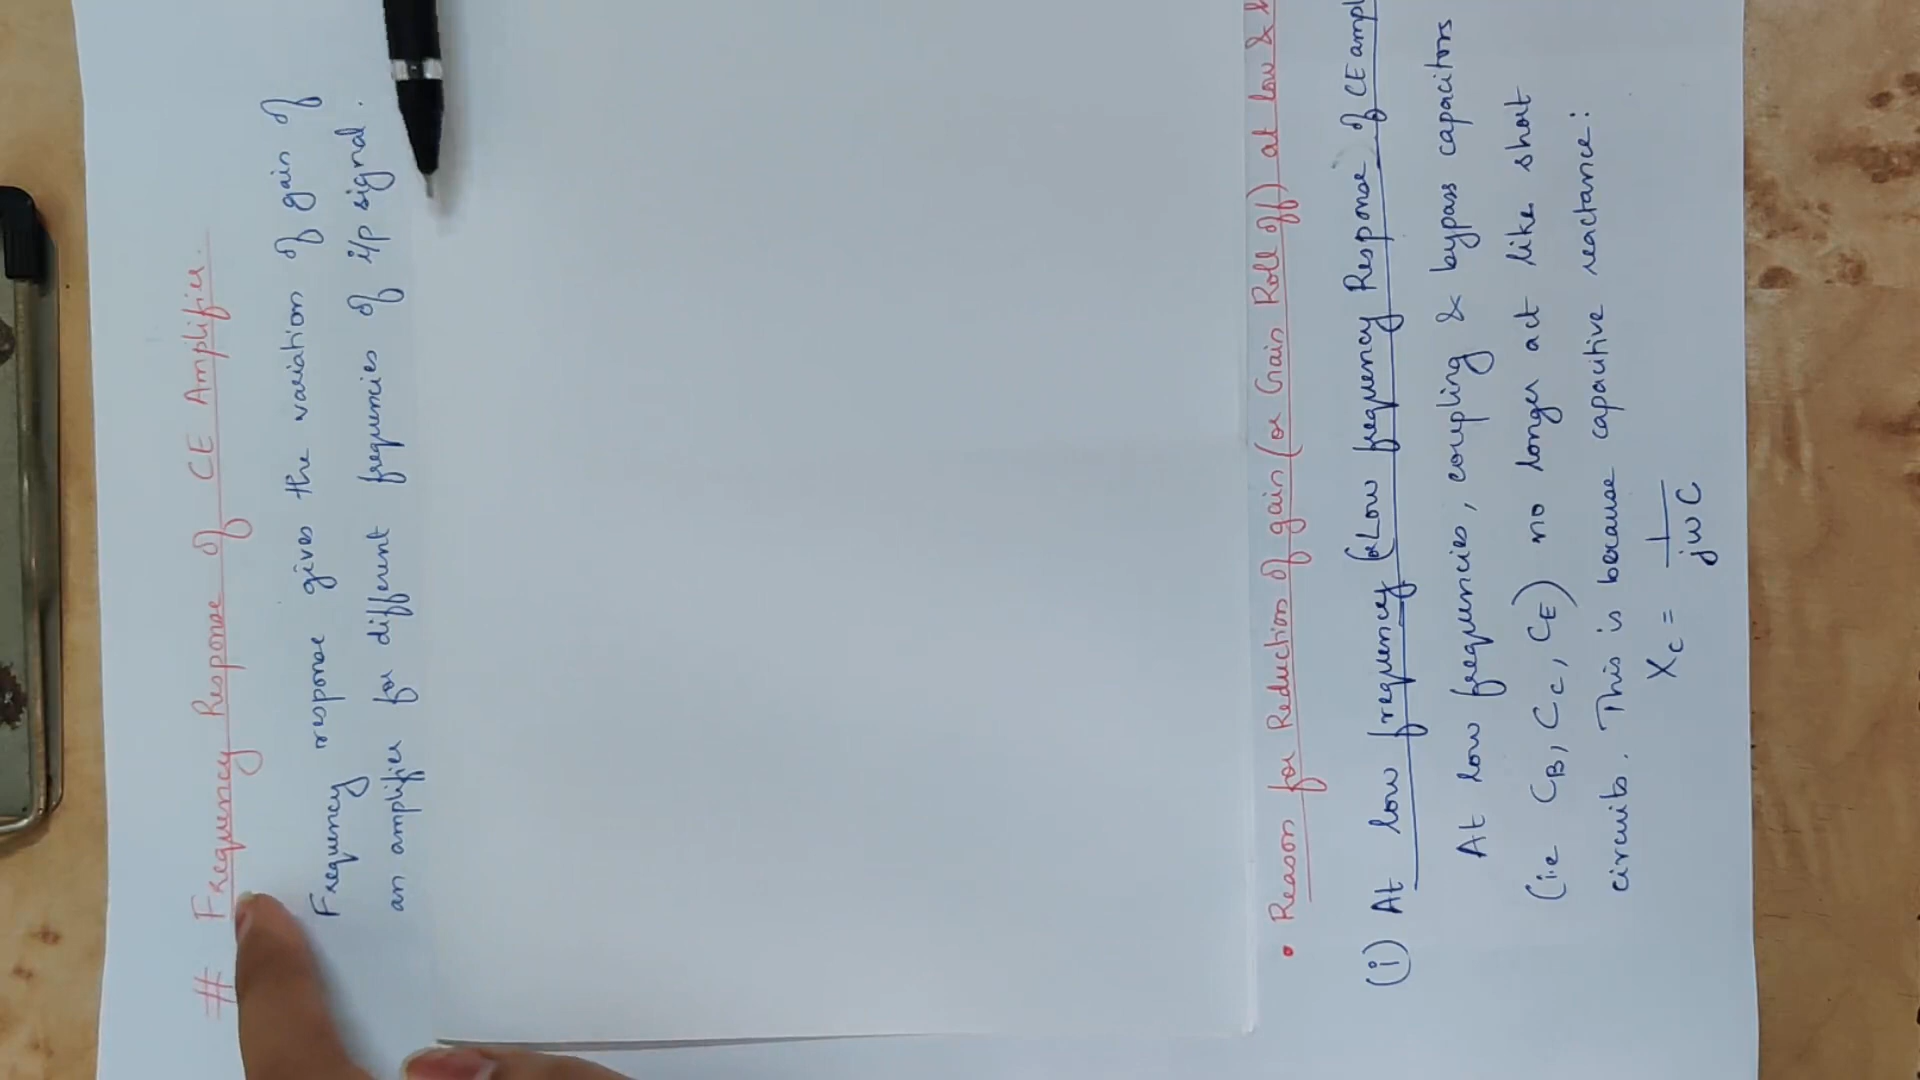 # Frequency Response of CE Amplifier.
Frequency response gives the variation of gain of
an amplifier for different frequencies of i/p signal.
• Reason for Reduction of gain (or Gain Roll off) at low &
(i) At low frequency (or Low frequency Response of CE ampl
At low frequencies, coupling & bypass capacitors
(i.e CB, CC, CE) no longer act like short
circuits. This is because capacitive reactance:
XC = 1/jωC